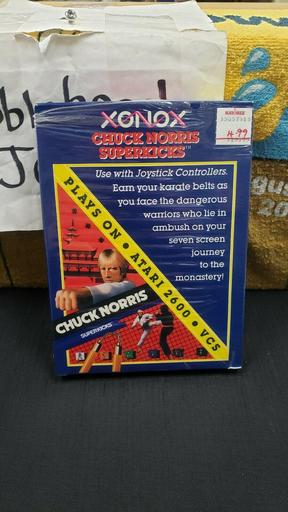 XONOX
CHUCK NORRIS
SUPERKICKS™
4.99
Use with Joystick Controllers.
Earn your karate belts as
you face the dangerous
warriors who lie in
ambush on your
seven screen
journey
to the
monastery!
PLAYS ON • ATARI 2600 • VCS
CHUCK NORRIS
SUPERKICKS